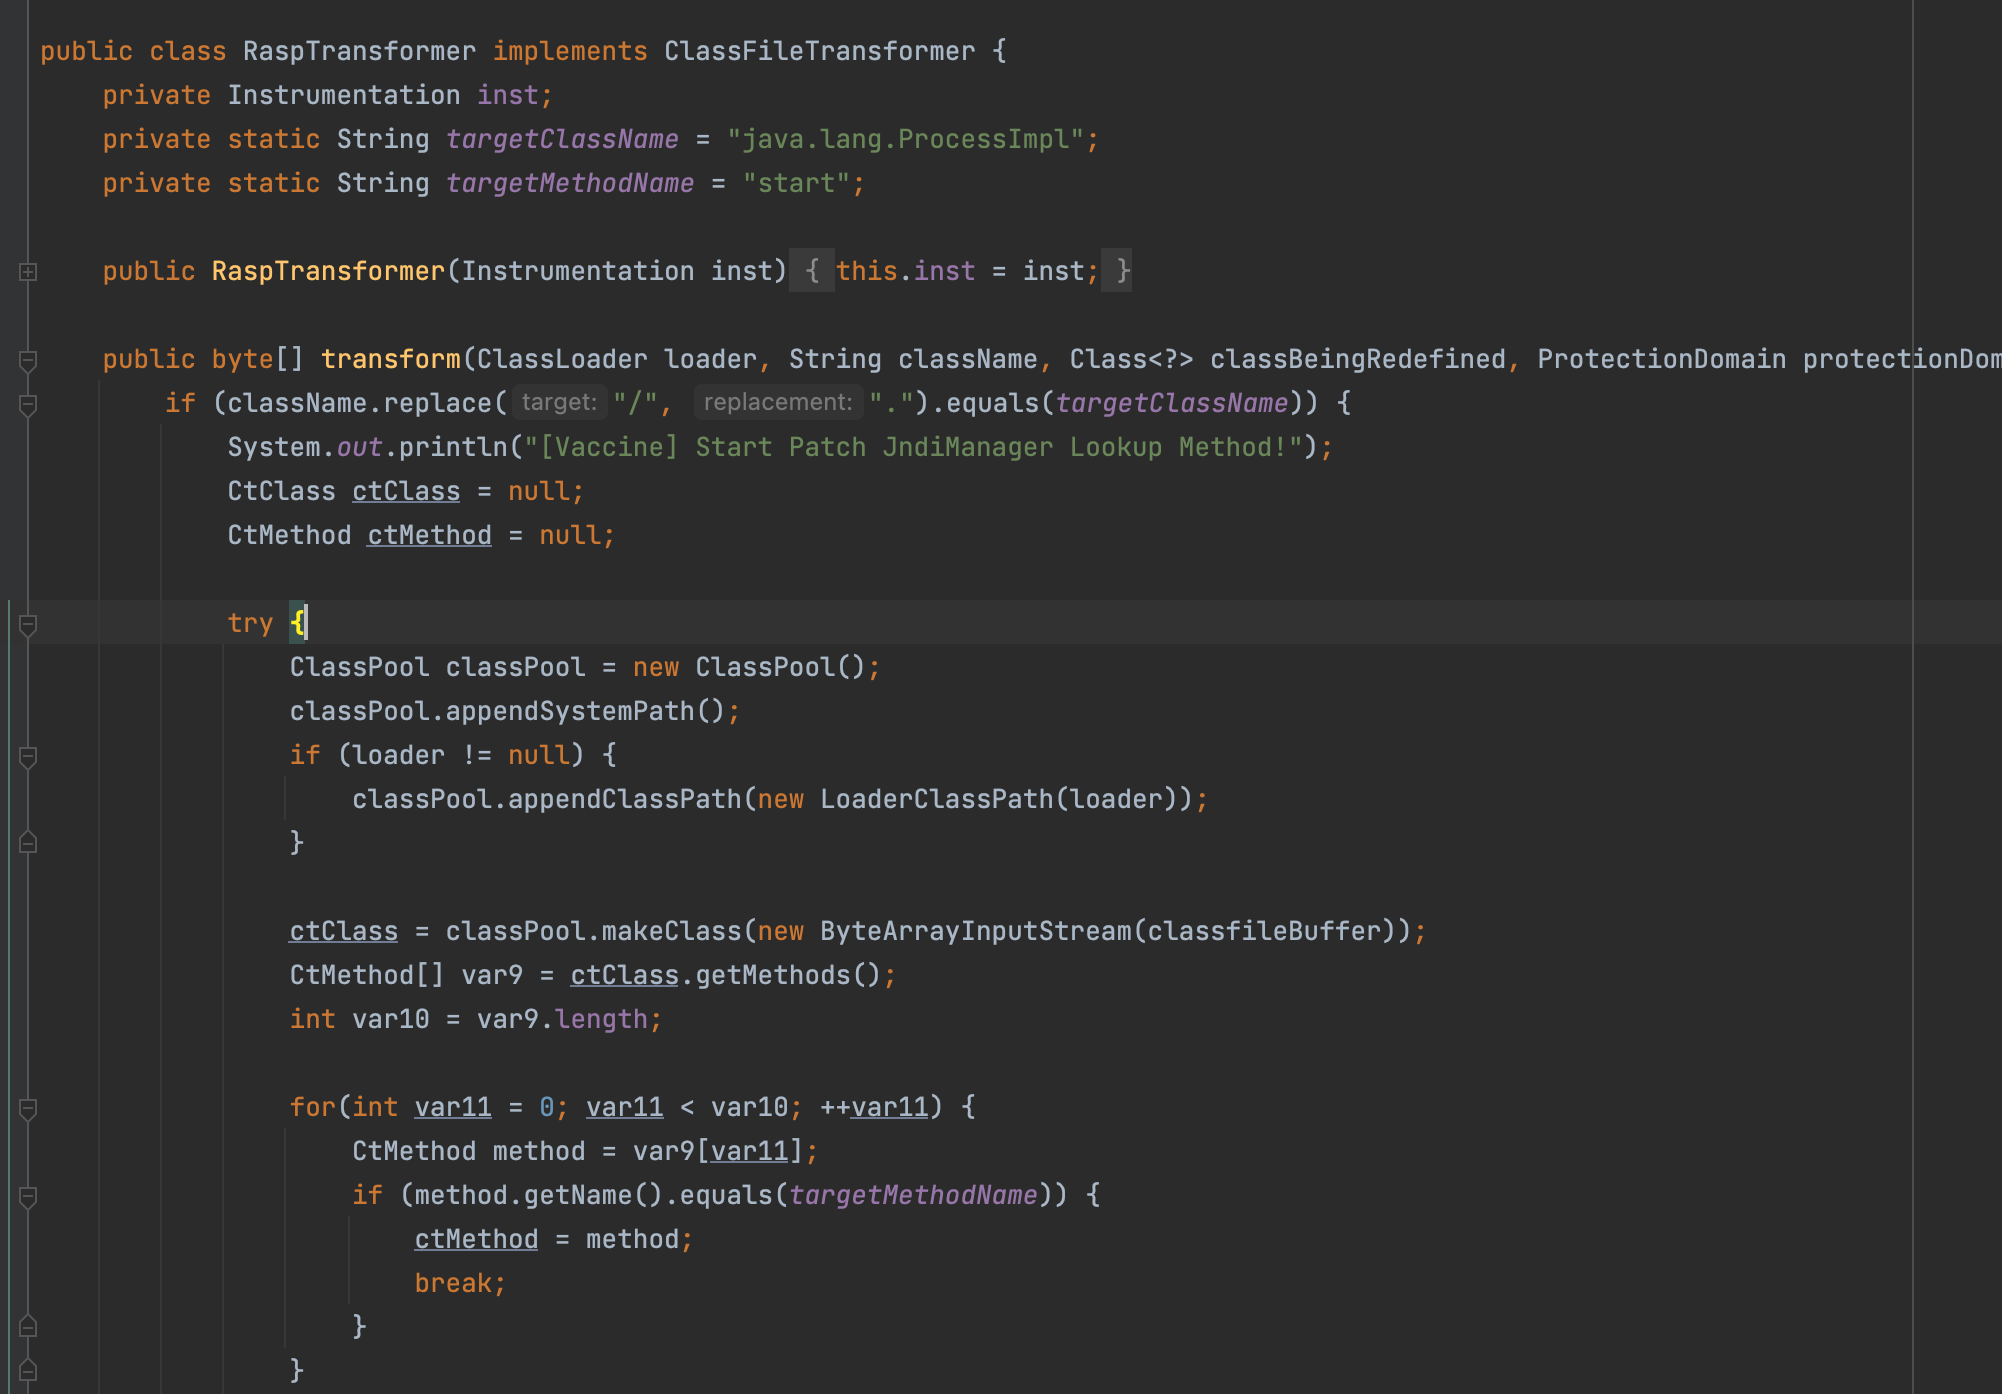 public class RaspTransformer implements ClassFileTransformer {
    private Instrumentation inst;
    private static String targetClassName = "java.lang.ProcessImpl";
    private static String targetMethodName = "start";
    public RaspTransformer(Instrumentation inst) { this.inst = inst; }
    public byte[] transform(ClassLoader loader, String className, Class<?> classBeingRedefined, ProtectionDomain protectionDom
        if (className.replace( target: "/", replacement: ".").equals(targetClassName)) {
            System.out.println("[Vaccine] Start Patch JndiManager Lookup Method!");
            CtClass ctClass = null;
            CtMethod ctMethod = null;
            try {
                ClassPool classPool = new ClassPool();
                classPool.appendSystemPath();
                if (loader != null) {
                    classPool.appendClassPath(new LoaderClassPath(loader));
                }
                ctClass = classPool.makeClass(new ByteArrayInputStream(classfileBuffer));
                CtMethod[] var9 = ctClass.getMethods();
                int var10 = var9.length;
                for(int var11 = 0; var11 < var10; ++var11) {
                    CtMethod method = var9[var11];
                    if (method.getName().equals(targetMethodName)) {
                        ctMethod = method;
                        break;
                    }
                }